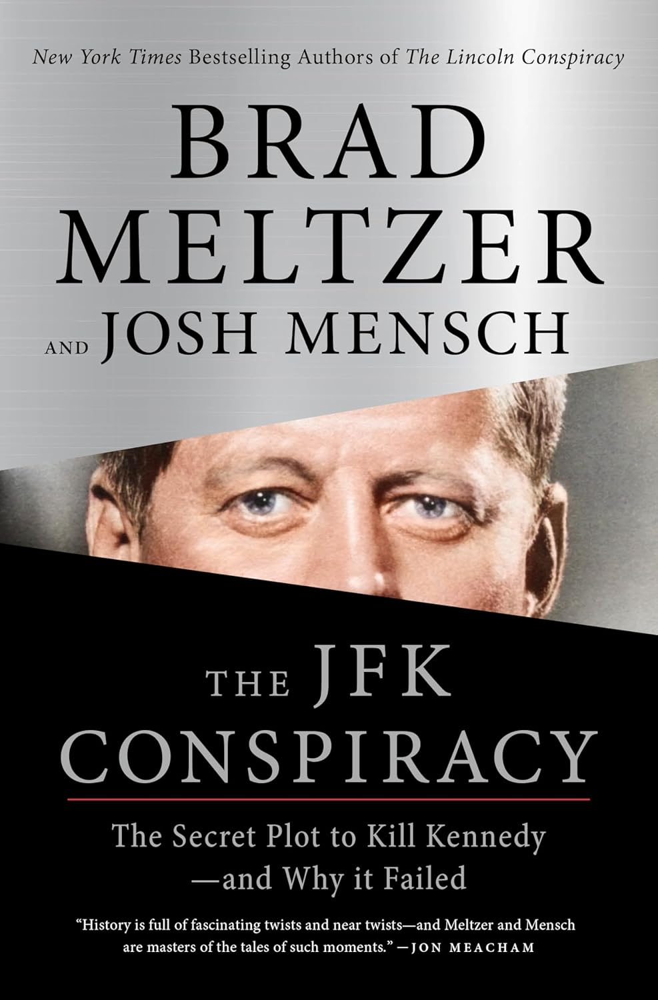 New York Times Bestselling Authors of The Lincoln Conspiracy
BRAD
MELTZER
AND JOSH MENSCH
THE JFK
CONSPIRACY
The Secret Plot to Kill Kennedy
—and Why it Failed
“History is full of fascinating twists and near twists—and Meltzer and Mensch
are masters of the tales of such moments.” —JON MEACHAM